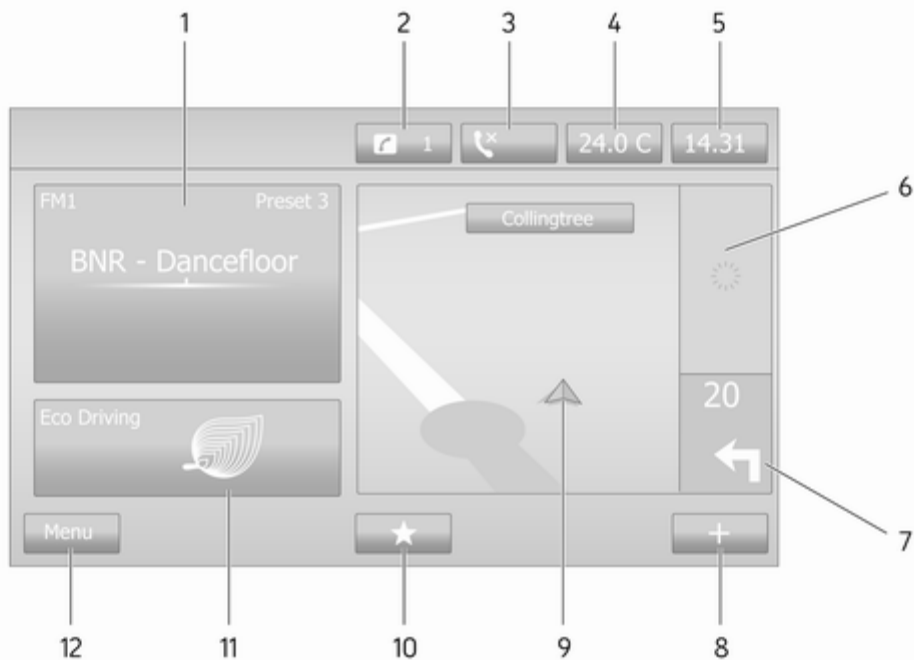 1 2 3 4 5
1 24.0 C 14.31
FM1 Preset 3
BNR - Dancefloor
Collingtree
6
Eco Driving
20
7
Menu
12 11 10 9 8